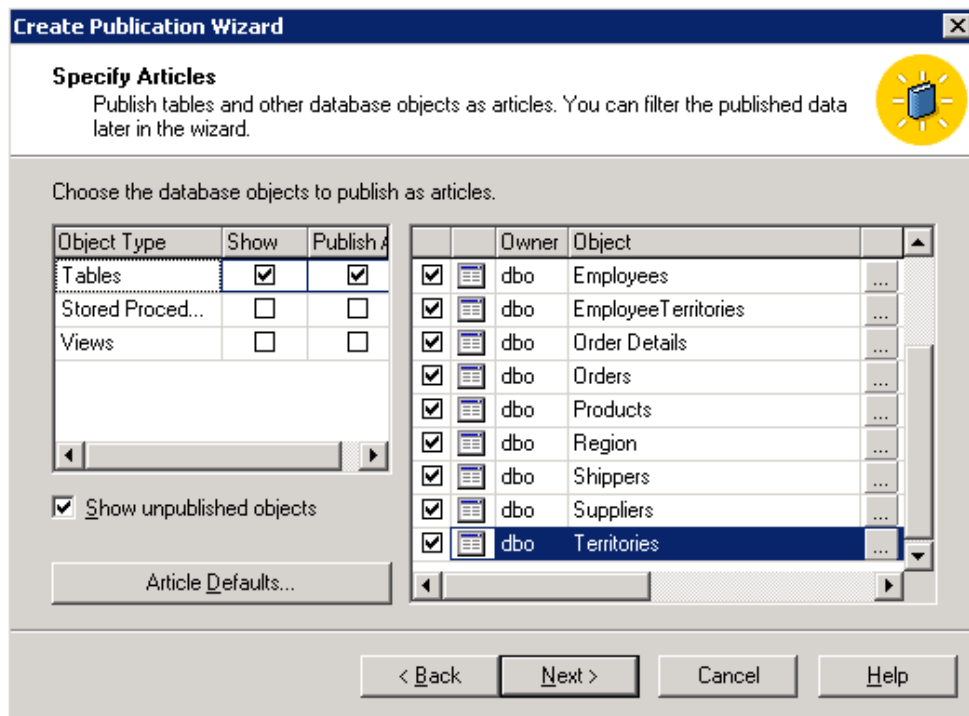 Create Publication Wizard
Specify Articles
Publish tables and other database objects as articles. You can filter the published data
later in the wizard.
Choose the database objects to publish as articles.
Object Type Show Publish A
Tables
Stored Proced...
Views
Show unpublished objects
Article Defaults...
Owner Object
dbo Employees ...
dbo EmployeeTerritories ...
dbo Order Details ...
dbo Orders ...
dbo Products ...
dbo Region ...
dbo Shippers ...
dbo Suppliers ...
dbo Territories ...
< Back Next > Cancel Help